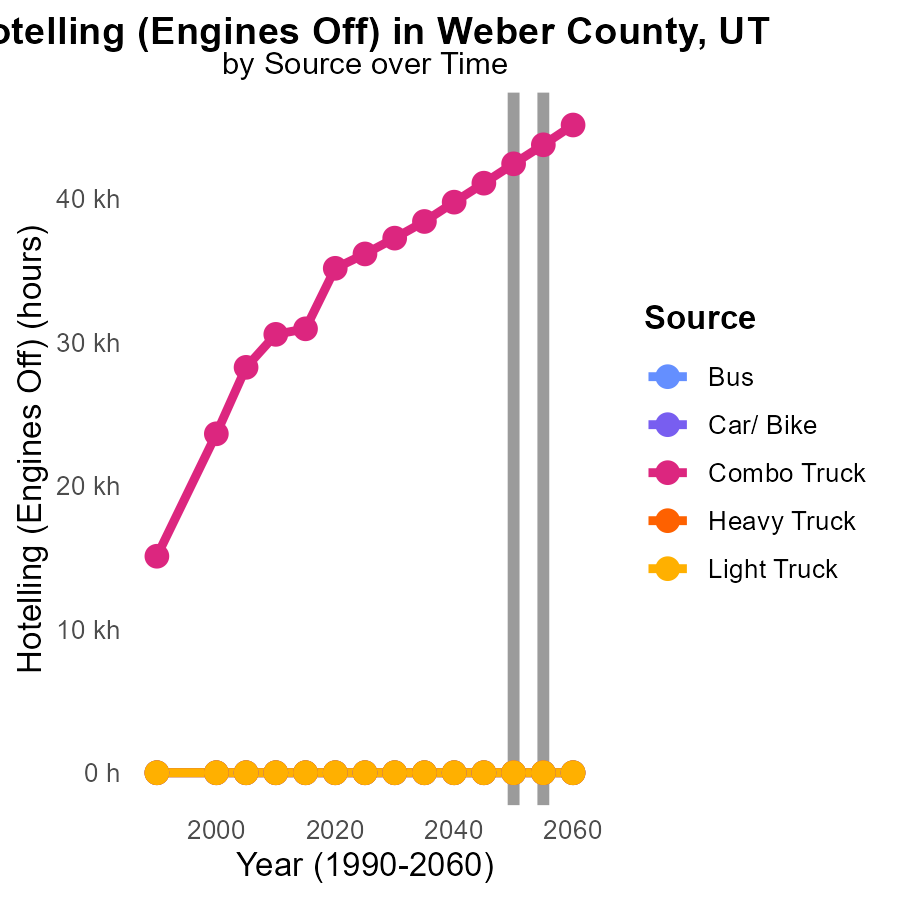 otelling (Engines Off) in Weber County, UT
by Source over Time
Hotelling (Engines Off) (hours)
40 kh
30 kh
20 kh
10 kh
0 h
2000 2020 2040 2060
Year (1990-2060)
Source
Bus
Car/ Bike
Combo Truck
Heavy Truck
Light Truck